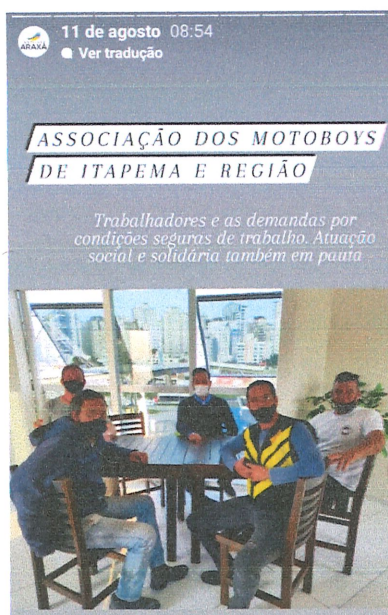 ARAXÁ
11 de agosto 08:54
Ver tradução
ASSOCIAÇÃO DOS MOTOBOYS
DE ITAPEMA E REGIÃO
Trabalhadores e as demandas por
condições seguras de trabalho. Atuação
social e solidária também em pauta